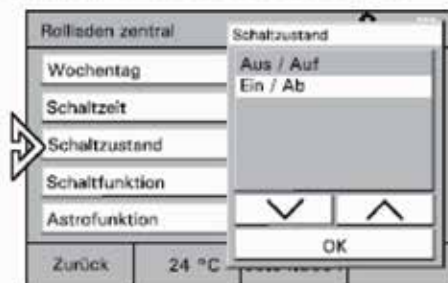 Rollladen zentral
Wochentag
Schaltzeit
Schaltzustand
Schaltfunktion
Astrofunktion
Zurück
24 °C
Schaltzustand
Aus / Auf
Ein / Ab
OK